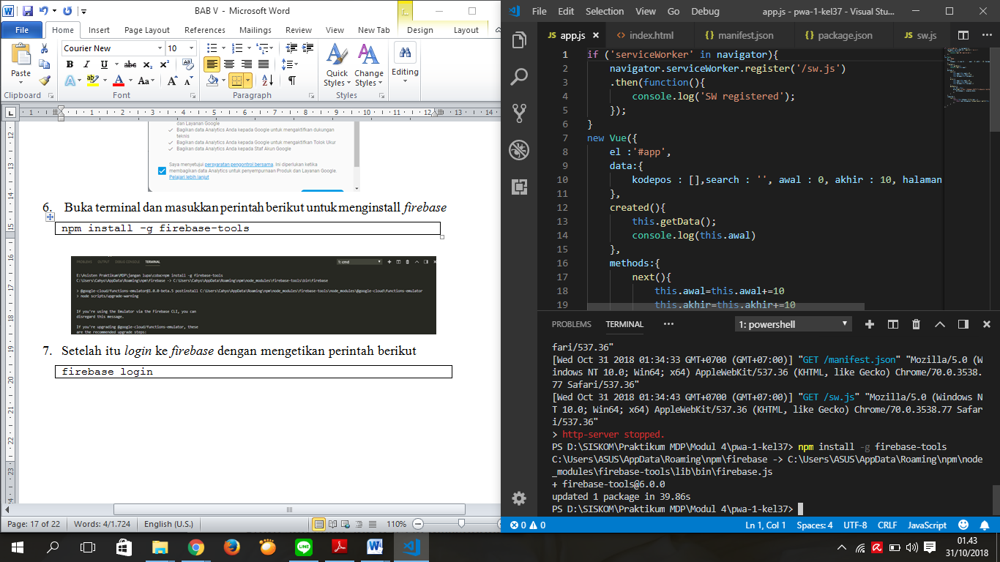 BAB V - Microsoft Word
File Home Insert Page Layout References Mailings Review View New Tab Design Layout
Courier New 10
Paste
Quick Styles
Change Styles
Editing
Clipboard Font Paragraph Styles
dan Layanan Google
Bagikan data Analytics Anda kepada Google untuk mengaktifkan dukungan
teknis
Bagikan data Analytics Anda kepada Google untuk mengaktifkan Tolok Ukur
Bagikan data Analytics Anda kepada Staf Akun Google
Saya menyetujui persyaratan pengontrol bersama. Ini diperlukan ketika
membagikan data Analytics untuk penyempurnaan Produk dan Layanan Google.
Pelajari lebih lanjut
6. Buka terminal dan masukkan perintah berikut untuk menginstall firebase
npm install -g firebase-tools
PROBLEMS OUTPUT DEBUG CONSOLE TERMINAL 1: cmd
E:\Asisten Praktikum\MDP\jangan lupa\coba>npm install -g firebase-tools
C:\Users\Cahyo\AppData\Roaming\npm\firebase -> C:\Users\Cahyo\AppData\Roaming\npm\node_modules\firebase-tools\bin\firebase
> @google-cloud/functions-emulator@1.0.0-beta.5 postinstall C:\Users\Cahyo\AppData\Roaming\npm\node_modules\firebase-tools\node_modules\@google-cloud\functions-emulator
> node scripts/upgrade-warning
If you're using the Emulator via the Firebase CLI, you can
disregard this message.
If you're upgrading @google-cloud/functions-emulator, these
are the recommended upgrade steps:
7. Setelah itu login ke firebase dengan mengetikan perintah berikut
firebase login
Page: 17 of 22 Words: 4/1.724 English (U.S.) 110%
File Edit Selection View Go Debug app.js - pwa-1-kel37 - Visual Stu...
JS app.js <> index.html {} manifest.json {} package.json JS sw.js
1 if ('serviceWorker' in navigator){
2 navigator.serviceWorker.register('/sw.js')
3 .then(function(){
4 console.log('SW registered');
5 });
6 }
7 new Vue({
8 el :'#app',
9 data:{
10 kodepos : [],search : '', awal : 0, akhir : 10, halaman
11 },
12 created(){
13 this.getData();
14 console.log(this.awal)
15 },
16 methods:{
17 next(){
18 this.awal=this.awal+=10
19 this.akhir=this.akhir+=10
PROBLEMS TERMINAL ••• 1: powershell
fari/537.36"
[Wed Oct 31 2018 01:34:33 GMT+0700 (GMT+07:00)] "GET /manifest.json" "Mozilla/5.0 (W
indows NT 10.0; Win64; x64) AppleWebKit/537.36 (KHTML, like Gecko) Chrome/70.0.3538.
77 Safari/537.36"
[Wed Oct 31 2018 01:34:43 GMT+0700 (GMT+07:00)] "GET /sw.js" "Mozilla/5.0 (Windows N
T 10.0; Win64; x64) AppleWebKit/537.36 (KHTML, like Gecko) Chrome/70.0.3538.77 Safar
i/537.36"
> http-server stopped.
PS D:\SISKOM\Praktikum MDP\Modul 4\pwa-1-kel37> npm install -g firebase-tools
C:\Users\ASUS\AppData\Roaming\npm\firebase -> C:\Users\ASUS\AppData\Roaming\npm\node
_modules\firebase-tools\lib\bin\firebase.js
+ firebase-tools@6.0.0
updated 1 package in 39.86s
PS D:\SISKOM\Praktikum MDP\Modul 4\pwa-1-kel37>
0 0 Ln 1, Col 1 Spaces: 4 UTF-8 CRLF JavaScript
01.43
31/10/2018